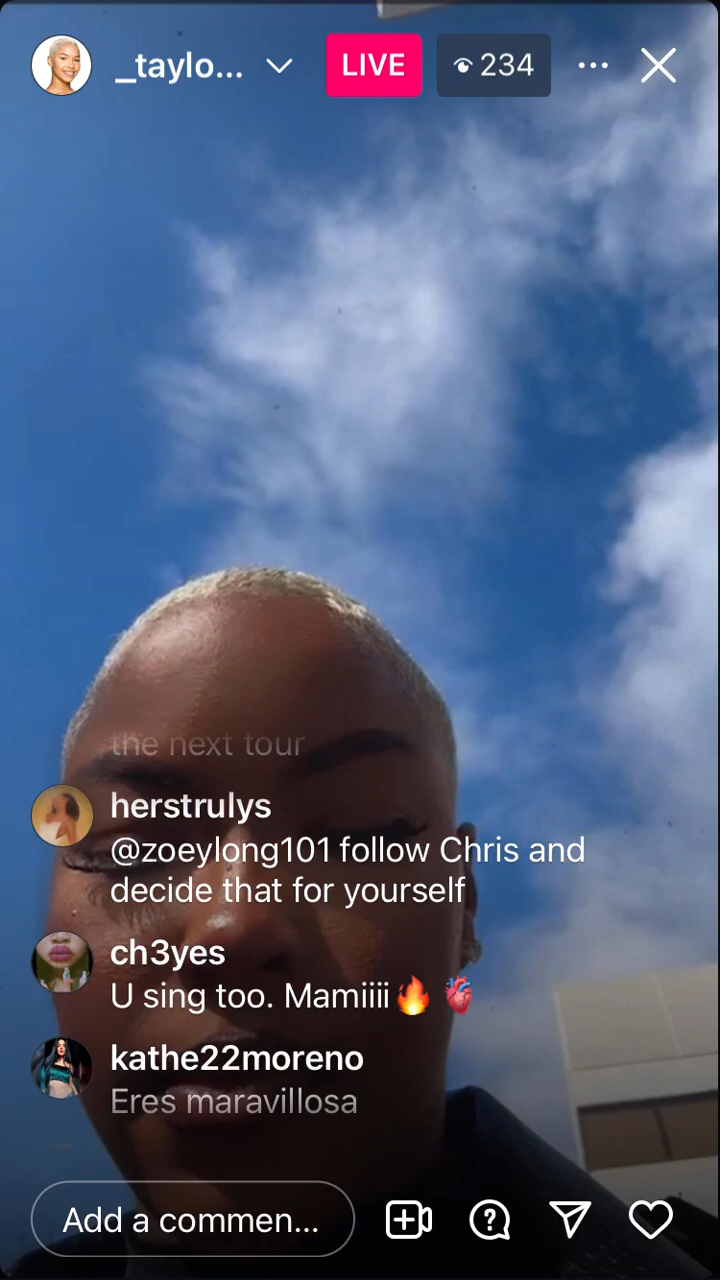 _taylo...
LIVE
234
the next tour
herstrulys
@zoeylong101 follow Chris and
decide that for yourself
ch3yes
U sing too. Mamiiii🔥 🫀
kathe22moreno
Eres maravillosa
Add a commen...